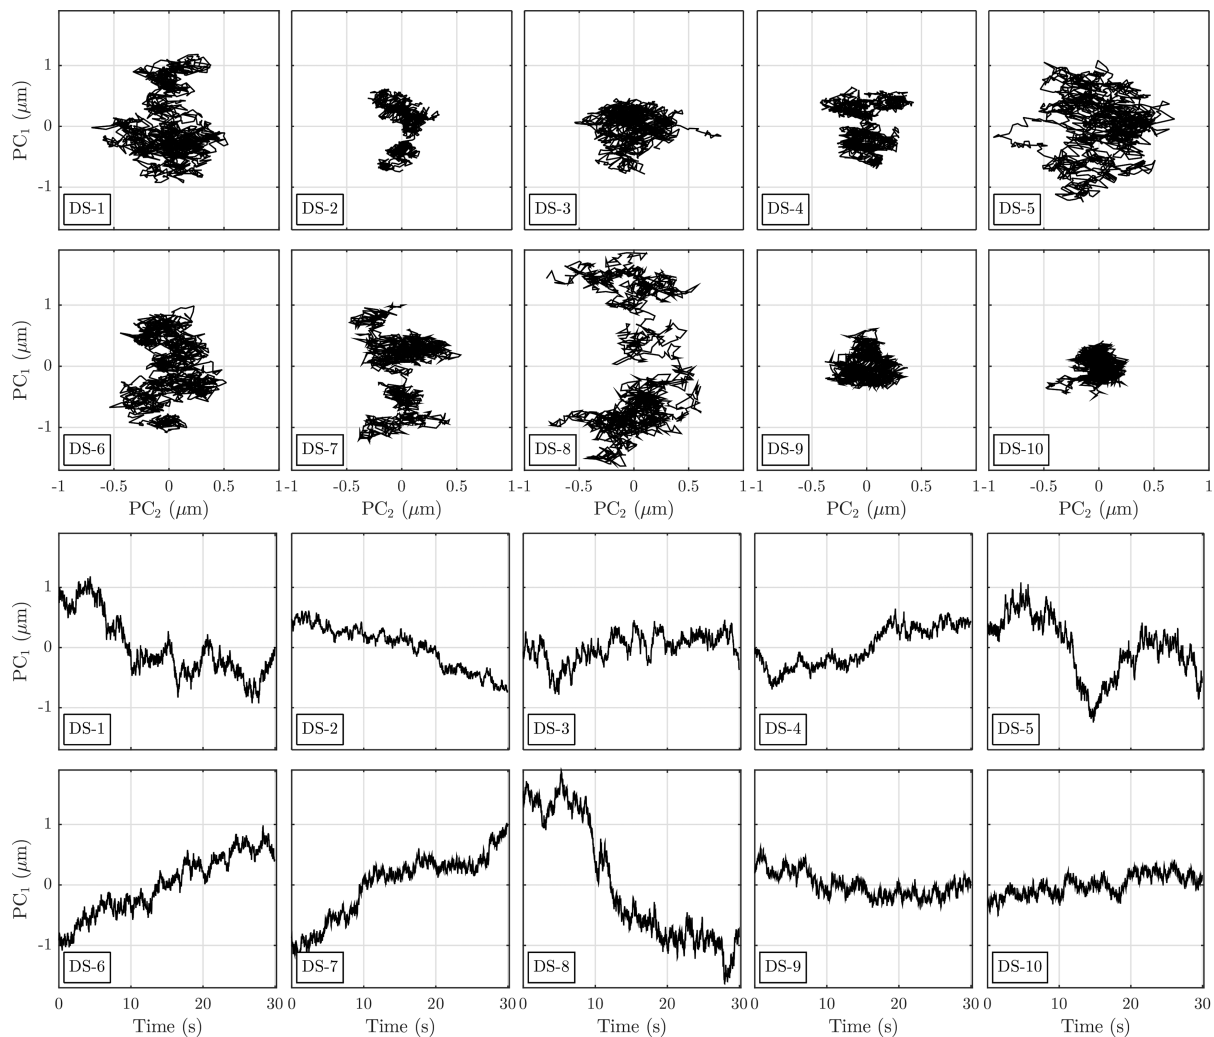 PC₁ (μm)
1
0
-1
DS-1
DS-2
DS-3
DS-4
DS-5
PC₁ (μm)
1
0
-1
DS-6
DS-7
DS-8
DS-9
DS-10
-1 -0.5 0 0.5 1 -1 -0.5 0 0.5 1 -1 -0.5 0 0.5 1 -1 -0.5 0 0.5 1 -1 -0.5 0 0.5 1
PC₂ (μm) PC₂ (μm) PC₂ (μm) PC₂ (μm) PC₂ (μm)
PC₁ (μm)
1
0
-1
DS-1
DS-2
DS-3
DS-4
DS-5
PC₁ (μm)
1
0
-1
DS-6
DS-7
DS-8
DS-9
DS-10
0 10 20 30 0 10 20 30 0 10 20 30 0 10 20 30 0 10 20 30
Time (s) Time (s) Time (s) Time (s) Time (s)